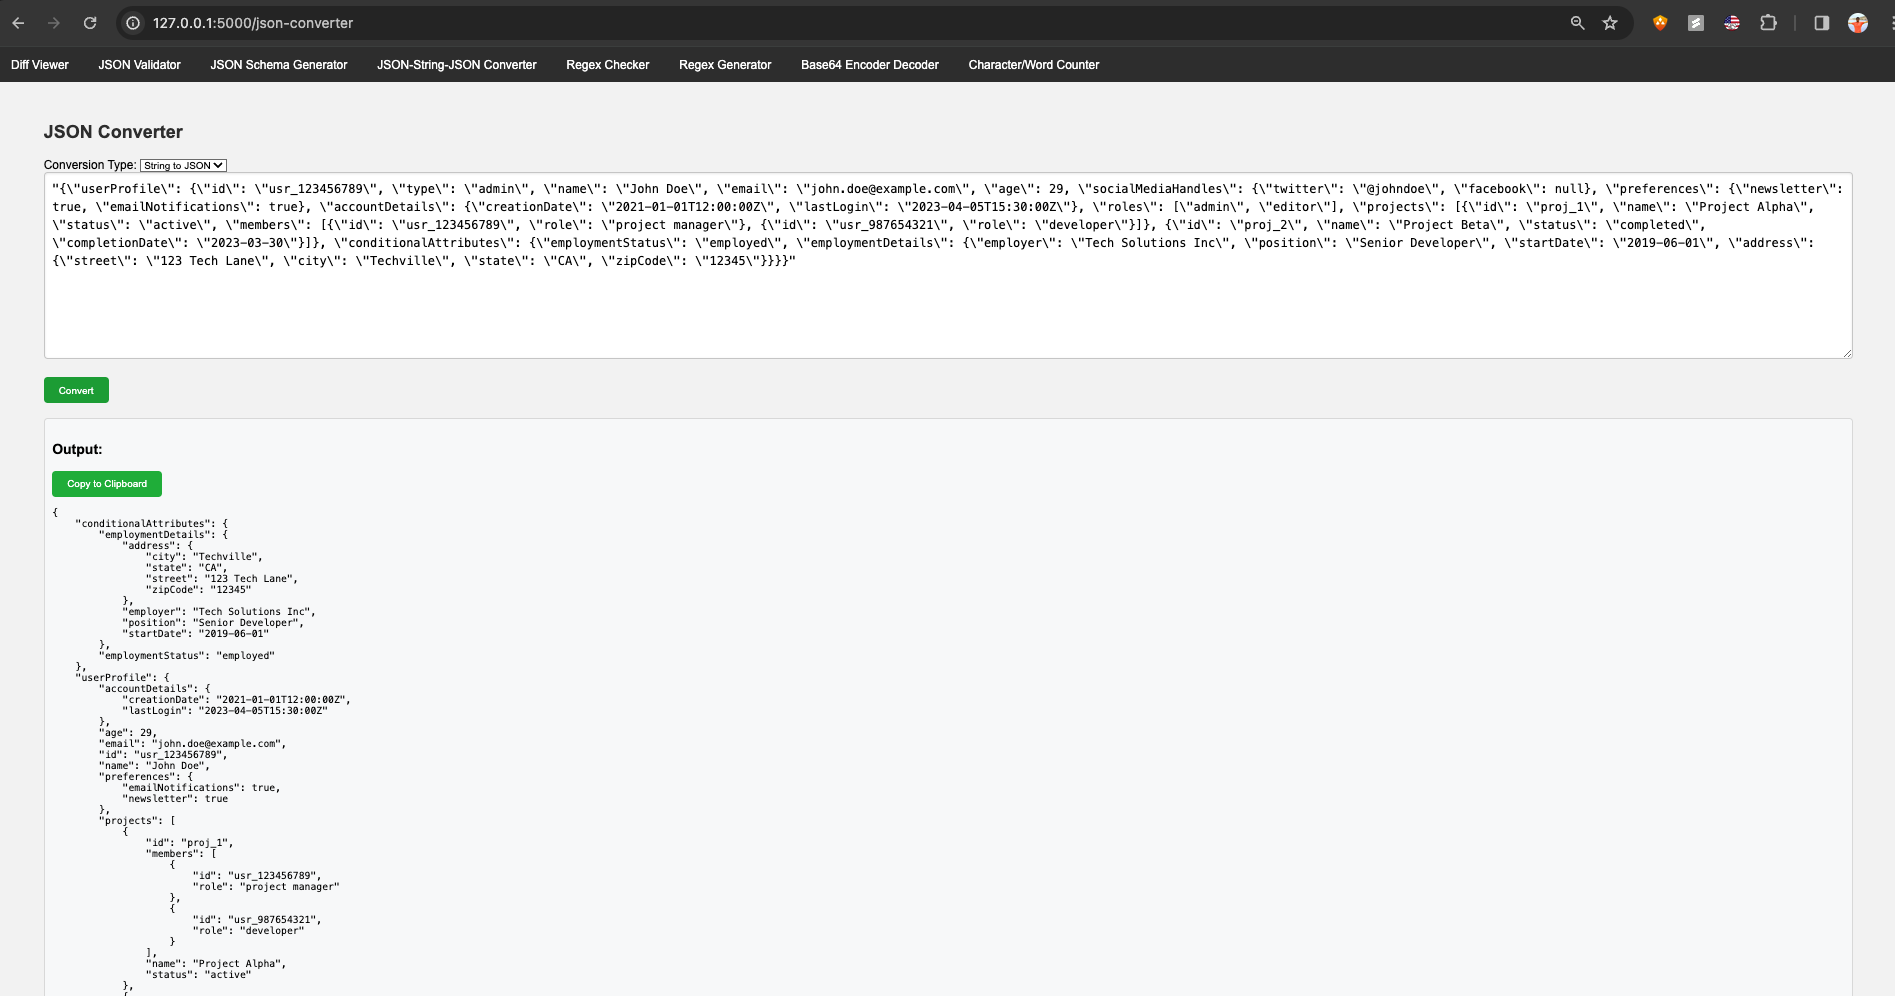 127.0.0.1:5000/json-converter
Diff Viewer JSON Validator JSON Schema Generator JSON-String-JSON Converter Regex Checker Regex Generator Base64 Encoder Decoder Character/Word Counter
JSON Converter
Conversion Type: String to JSON
"{\"userProfile\": {\"id\": \"usr_123456789\", \"type\": \"admin\", \"name\": \"John Doe\", \"email\": \"john.doe@example.com\", \"age\": 29, \"socialMediaHandles\": {\"twitter\": \"@johndoe\", \"facebook\": null}, \"preferences\": {\"newsletter\":
true, \"emailNotifications\": true}, \"accountDetails\": {\"creationDate\": \"2021-01-01T12:00:00Z\", \"lastLogin\": \"2023-04-05T15:30:00Z\"}, \"roles\": [\"admin\", \"editor\"], \"projects\": [{\"id\": \"proj_1\", \"name\": \"Project Alpha\",
\"status\": \"active\", \"members\": [{\"id\": \"usr_123456789\", \"role\": \"project manager\"}, {\"id\": \"usr_987654321\", \"role\": \"developer\"}]}, {\"id\": \"proj_2\", \"name\": \"Project Beta\", \"status\": \"completed\",
\"completionDate\": \"2023-03-30\"}]}, \"conditionalAttributes\": {\"employmentStatus\": \"employed\", \"employmentDetails\": {\"employer\": \"Tech Solutions Inc\", \"position\": \"Senior Developer\", \"startDate\": \"2019-06-01\", \"address\":
{\"street\": \"123 Tech Lane\", \"city\": \"Techville\", \"state\": \"CA\", \"zipCode\": \"12345\"}}}}"
Convert
Output:
Copy to Clipboard
{
    "conditionalAttributes": {
        "employmentDetails": {
            "address": {
                "city": "Techville",
                "state": "CA",
                "street": "123 Tech Lane",
                "zipCode": "12345"
            },
            "employer": "Tech Solutions Inc",
            "position": "Senior Developer",
            "startDate": "2019-06-01"
        },
        "employmentStatus": "employed"
    },
    "userProfile": {
        "accountDetails": {
            "creationDate": "2021-01-01T12:00:00Z",
            "lastLogin": "2023-04-05T15:30:00Z"
        },
        "age": 29,
        "email": "john.doe@example.com",
        "id": "usr_123456789",
        "name": "John Doe",
        "preferences": {
            "emailNotifications": true,
            "newsletter": true
        },
        "projects": [
            {
                "id": "proj_1",
                "members": [
                    {
                        "id": "usr_123456789",
                        "role": "project manager"
                    },
                    {
                        "id": "usr_987654321",
                        "role": "developer"
                    }
                ],
                "name": "Project Alpha",
                "status": "active"
            },
            {